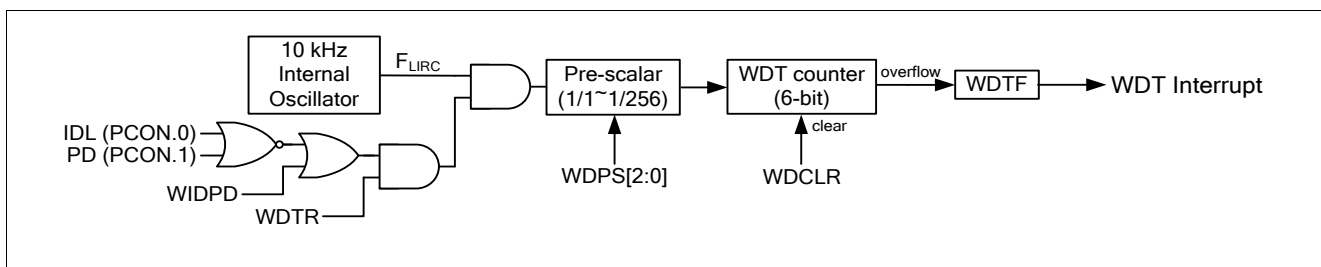 10 kHz
Internal
Oscillator
FLIRC
Pre-scalar
(1/1~1/256)
WDT counter
(6-bit)
overflow
WDTF
WDT Interrupt
clear
IDL (PCON.0)
PD (PCON.1)
WIDPD
WDTR
WDPS[2:0]
WDCLR